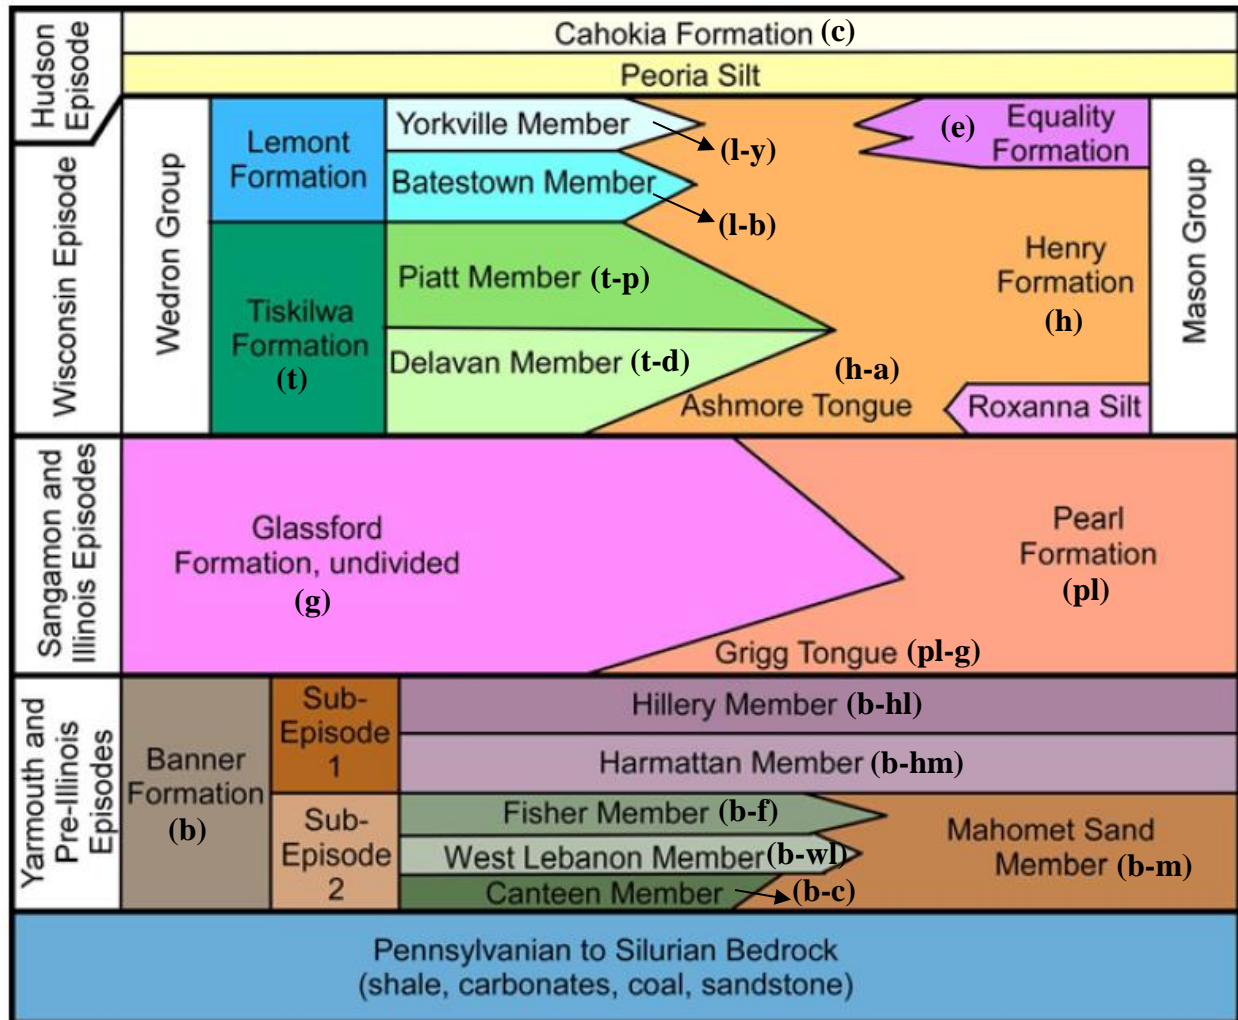 Hudson
Episode
Cahokia Formation (c)
Peoria Silt
Wisconsin Episode
Wedron Group
Lemont
Formation
Yorkville Member
(l-y)
Batestown Member
(l-b)
(e)
Equality
Formation
Mason Group
Tiskilwa
Formation
(t)
Piatt Member (t-p)
Delavan Member (t-d)
Henry
Formation
(h)
(h-a)
Ashmore Tongue
Roxanna Silt
Sangamon and
Illinois Episodes
Glassford
Formation, undivided
(g)
Pearl
Formation
(pl)
Grigg Tongue (pl-g)
Yarmouth and
Pre-Illinois
Episodes
Banner
Formation
(b)
Sub-
Episode
1
Hillery Member (b-hl)
Harmattan Member (b-hm)
Sub-
Episode
2
Fisher Member (b-f)
West Lebanon Member (b-wl)
Canteen Member
(b-c)
Mahomet Sand
Member (b-m)
Pennsylvanian to Silurian Bedrock
(shale, carbonates, coal, sandstone)